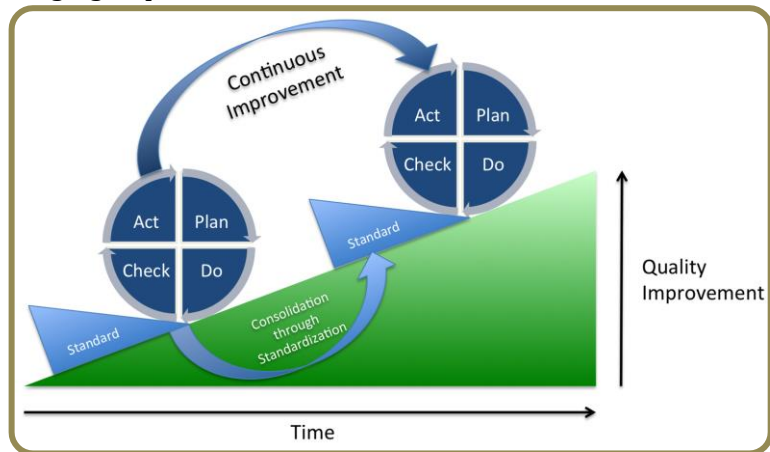 Continuous
Improvement
Act
Plan
Check
Do
Standard
Act
Plan
Check
Do
Standard
Consolidation
through
Standardization
Quality
Improvement
Time